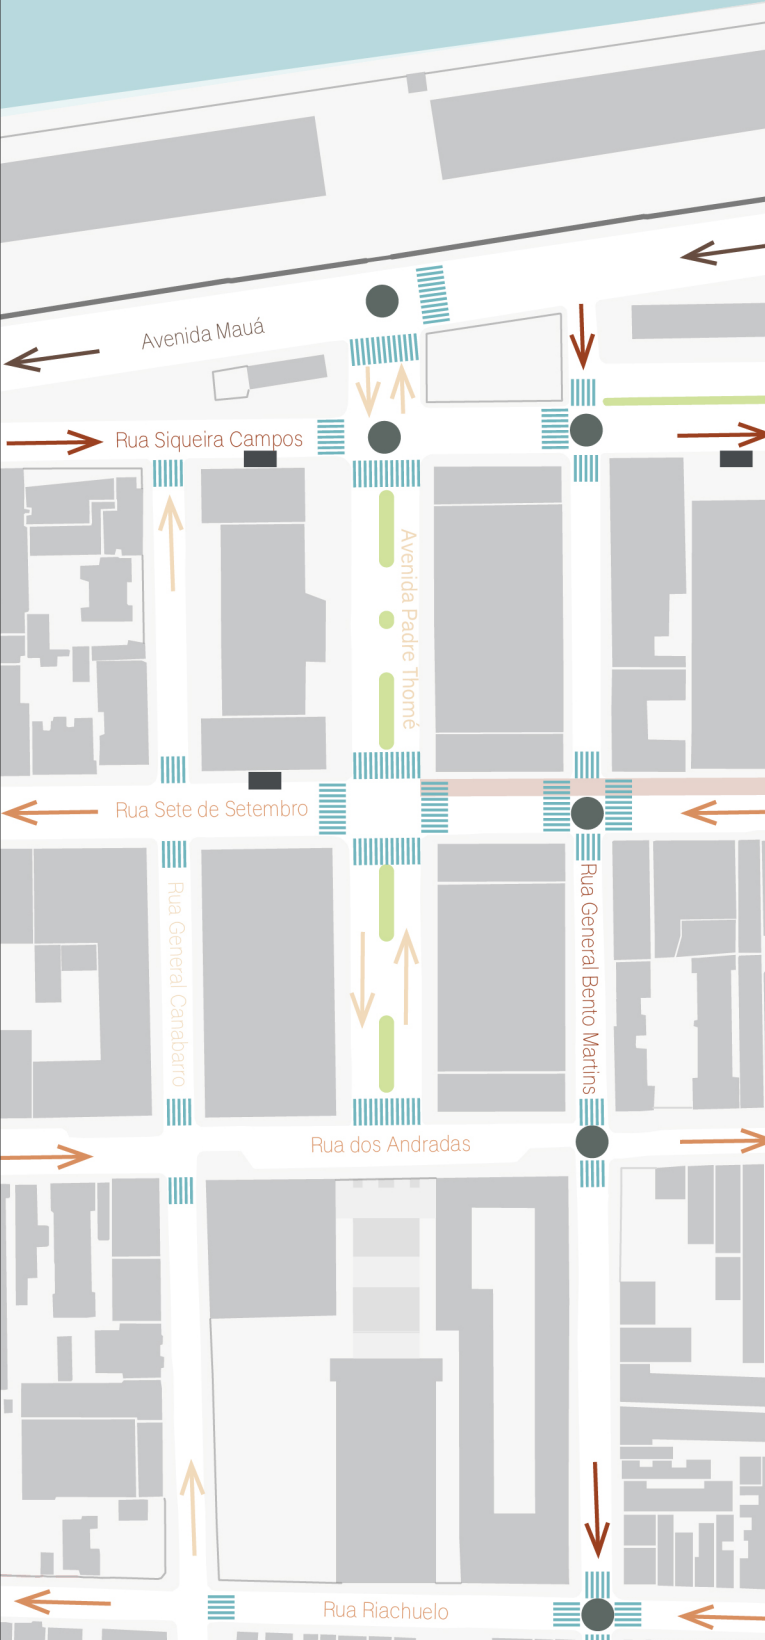 Avenida Mauá
Rua Siqueira Campos
Avenida Padre Thomé
Rua Sete de Setembro
Rua General Canabarro
Rua General Bento Martins
Rua dos Andradas
Rua Riachuelo